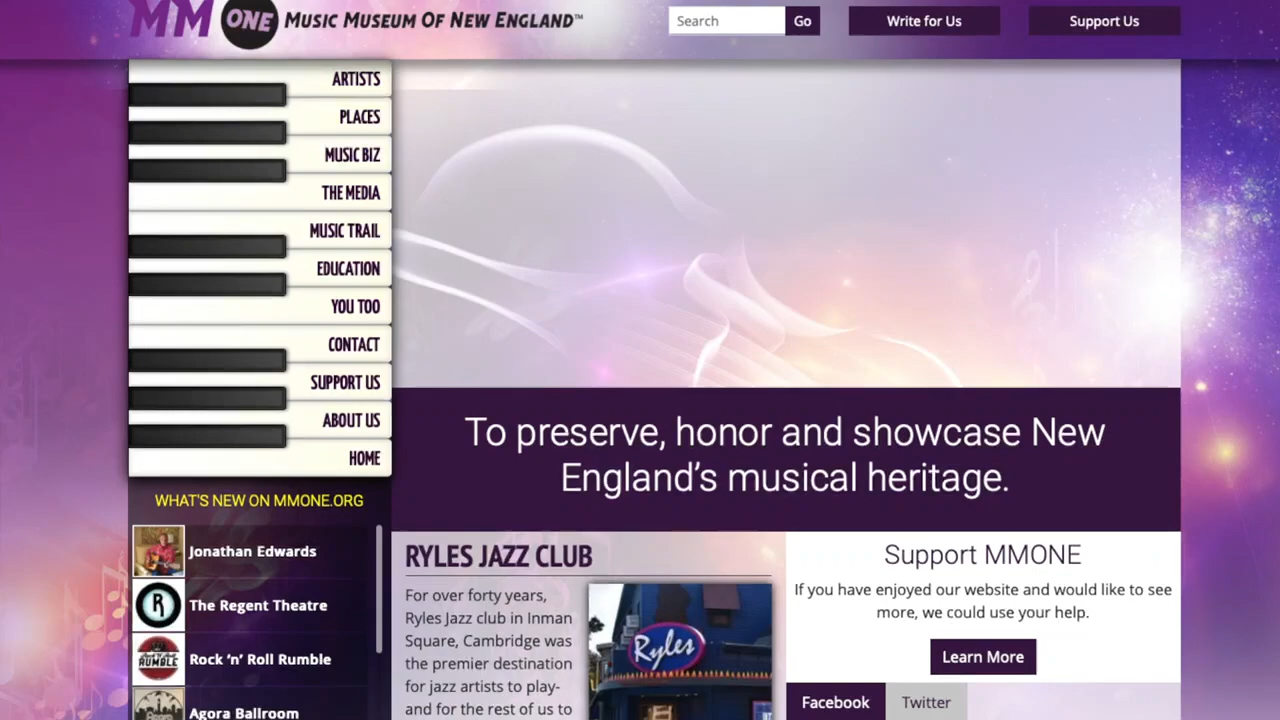 MM ONE MUSIC MUSEUM OF NEW ENGLAND™
Search
Go
Write for Us
Support Us
ARTISTS
PLACES
MUSIC BIZ
THE MEDIA
MUSIC TRAIL
EDUCATION
YOU TOO
CONTACT
SUPPORT US
ABOUT US
HOME
To preserve, honor and showcase New
England’s musical heritage.
WHAT'S NEW ON MMONE.ORG
Jonathan Edwards
R
The Regent Theatre
RUMBLE
Rock ‘n’ Roll Rumble
Agora Ballroom
RYLES JAZZ CLUB
For over forty years,
Ryles Jazz club in Inman
Square, Cambridge was
the premier destination
for jazz artists to play-
and for the rest of us to
Ryles
Support MMONE
If you have enjoyed our website and would like to see
more, we could use your help.
Learn More
Facebook
Twitter